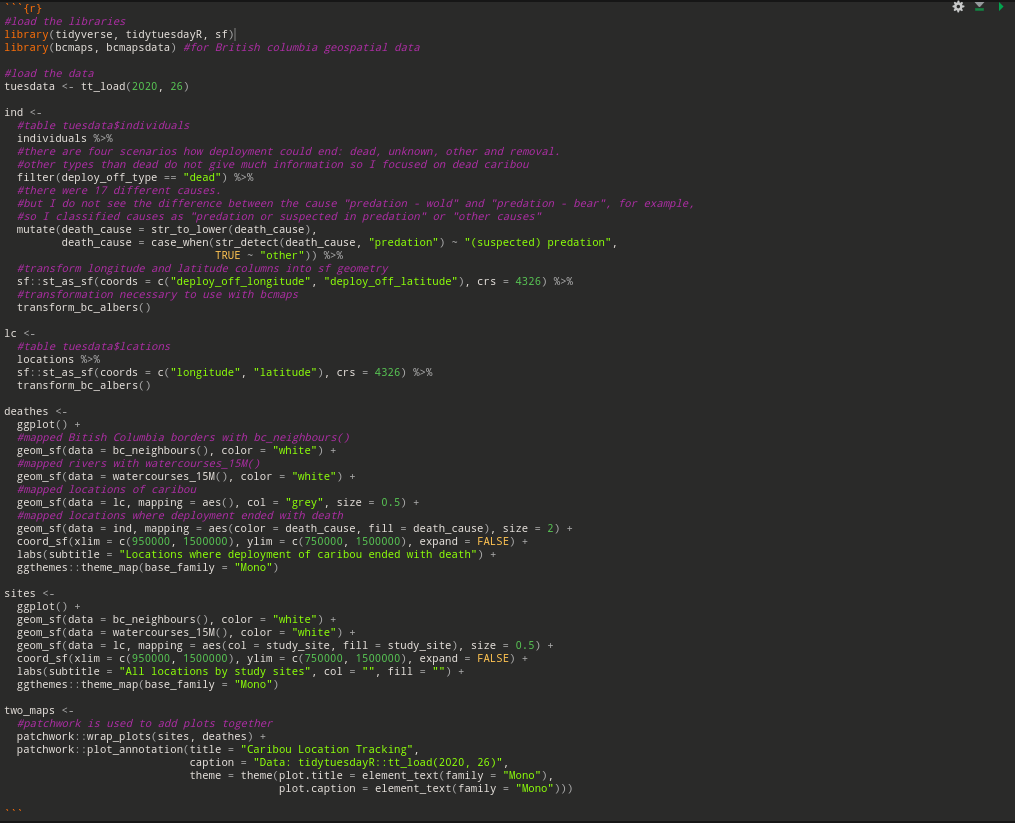 ```{r}
#load the libraries
library(tidyverse, tidytuesdayR, sf)
library(bcmaps, bcmapsdata) #for British columbia geospatial data

#load the data
tuesdata <- tt_load(2020, 26)

ind <-
  #table tuesdata$individuals
  individuals %>%
  #there are four scenarios how deployment could end: dead, unknown, other and removal.
  #other types than dead do not give much information so I focused on dead caribou
  filter(deploy_off_type == "dead") %>%
  #there were 17 different causes.
  #but I do not see the difference between the cause "predation - wold" and "predation - bear", for example,
  #so I classified causes as "predation or suspected in predation" or "other causes"
  mutate(death_cause = str_to_lower(death_cause),
         death_cause = case_when(str_detect(death_cause, "predation") ~ "(suspected) predation",
                                 TRUE ~ "other")) %>%
  #transform longitude and latitude columns into sf geometry
  sf::st_as_sf(coords = c("deploy_off_longitude", "deploy_off_latitude"), crs = 4326) %>%
  #transformation necessary to use with bcmaps
  transform_bc_albers()

lc <-
  #table tuesdata$lcations
  locations %>%
  sf::st_as_sf(coords = c("longitude", "latitude"), crs = 4326) %>%
  transform_bc_albers()

deathes <-
  ggplot() +
  #mapped Bitish Columbia borders with bc_neighbours()
  geom_sf(data = bc_neighbours(), color = "white") +
  #mapped rivers with watercourses_15M()
  geom_sf(data = watercourses_15M(), color = "white") +
  #mapped locations of caribou
  geom_sf(data = lc, mapping = aes(), col = "grey", size = 0.5) +
  #mapped locations where deployment ended with death
  geom_sf(data = ind, mapping = aes(color = death_cause, fill = death_cause), size = 2) +
  coord_sf(xlim = c(950000, 1500000), ylim = c(750000, 1500000), expand = FALSE) +
  labs(subtitle = "Locations where deployment of caribou ended with death") +
  ggthemes::theme_map(base_family = "Mono")

sites <-
  ggplot() +
  geom_sf(data = bc_neighbours(), color = "white") +
  geom_sf(data = watercourses_15M(), color = "white") +
  geom_sf(data = lc, mapping = aes(col = study_site, fill = study_site), size = 0.5) +
  coord_sf(xlim = c(950000, 1500000), ylim = c(750000, 1500000), expand = FALSE) +
  labs(subtitle = "All locations by study sites", col = "", fill = "") +
  ggthemes::theme_map(base_family = "Mono")

two_maps <-
  #patchwork is used to add plots together
  patchwork::wrap_plots(sites, deathes) +
  patchwork::plot_annotation(title = "Caribou Location Tracking",
                             caption = "Data: tidytuesdayR::tt_load(2020, 26)",
                             theme = theme(plot.title = element_text(family = "Mono"),
                                           plot.caption = element_text(family = "Mono")))

```